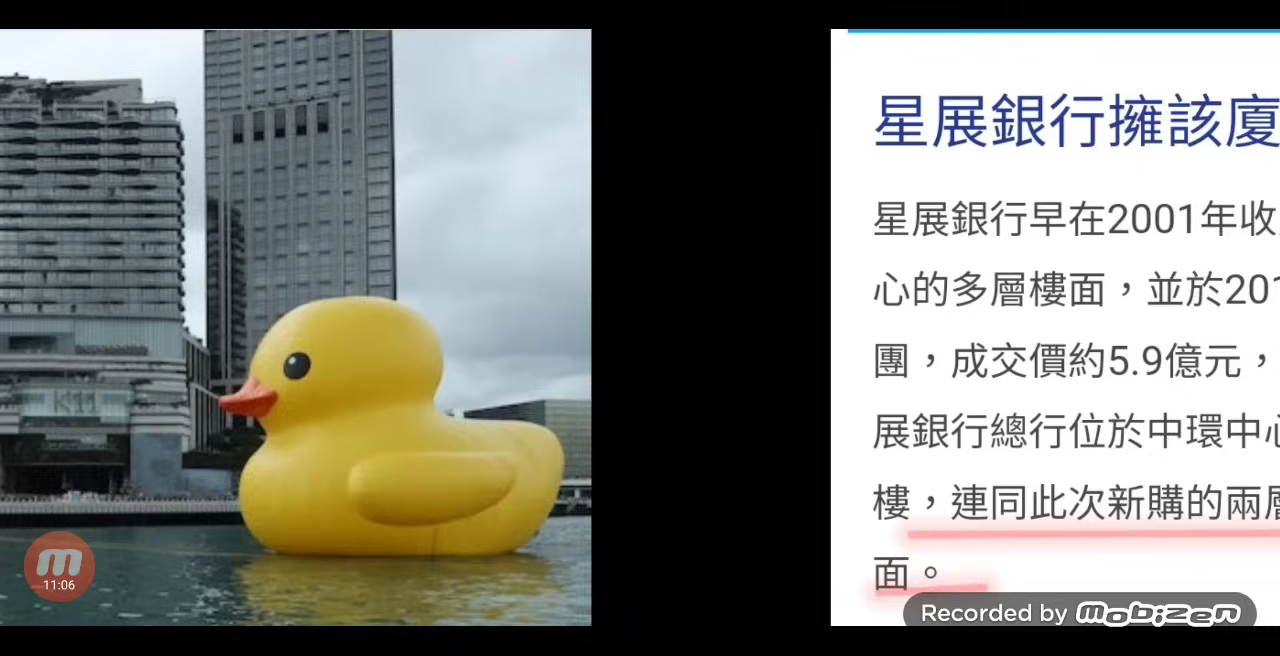 K11
11:06
星展銀行擁該廈
星展銀行早在2001年收
心的多層樓面，並於201
團，成交價約5.9億元，
展銀行總行位於中環中心
樓，連同此次新購的兩層
面。
Recorded by mobizen